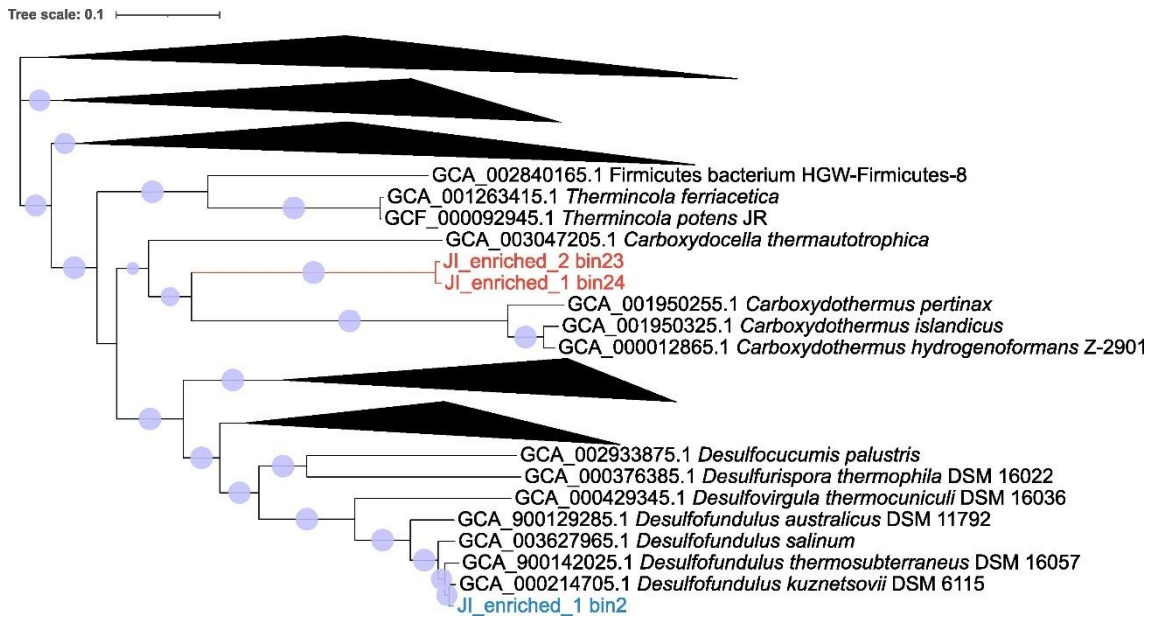 Tree scale: 0.1
GCA_002840165.1 Firmicutes bacterium HGW-Firmicutes-8
GCA_001263415.1 Thermincola ferriacetica
GCF_000092945.1 Thermincola potens JR
GCA_003047205.1 Carboxydocella thermautotrophica
JI_enriched_2 bin23
JI_enriched_1 bin24
GCA_001950255.1 Carboxydothermus pertinax
GCA_001950325.1 Carboxydothermus islandicus
GCA_000012865.1 Carboxydothermus hydrogenoformans Z-2901
GCA_002933875.1 Desulfocucumis palustris
GCA_000376385.1 Desulfurispora thermophila DSM 16022
GCA_000429345.1 Desulfovirgula thermocuniculi DSM 16036
GCA_900129285.1 Desulfofundulus australicus DSM 11792
GCA_003627965.1 Desulfofundulus salinum
GCA_900142025.1 Desulfofundulus thermosubterraneus DSM 16057
GCA_000214705.1 Desulfofundulus kuznetsovii DSM 6115
JI_enriched_1 bin2